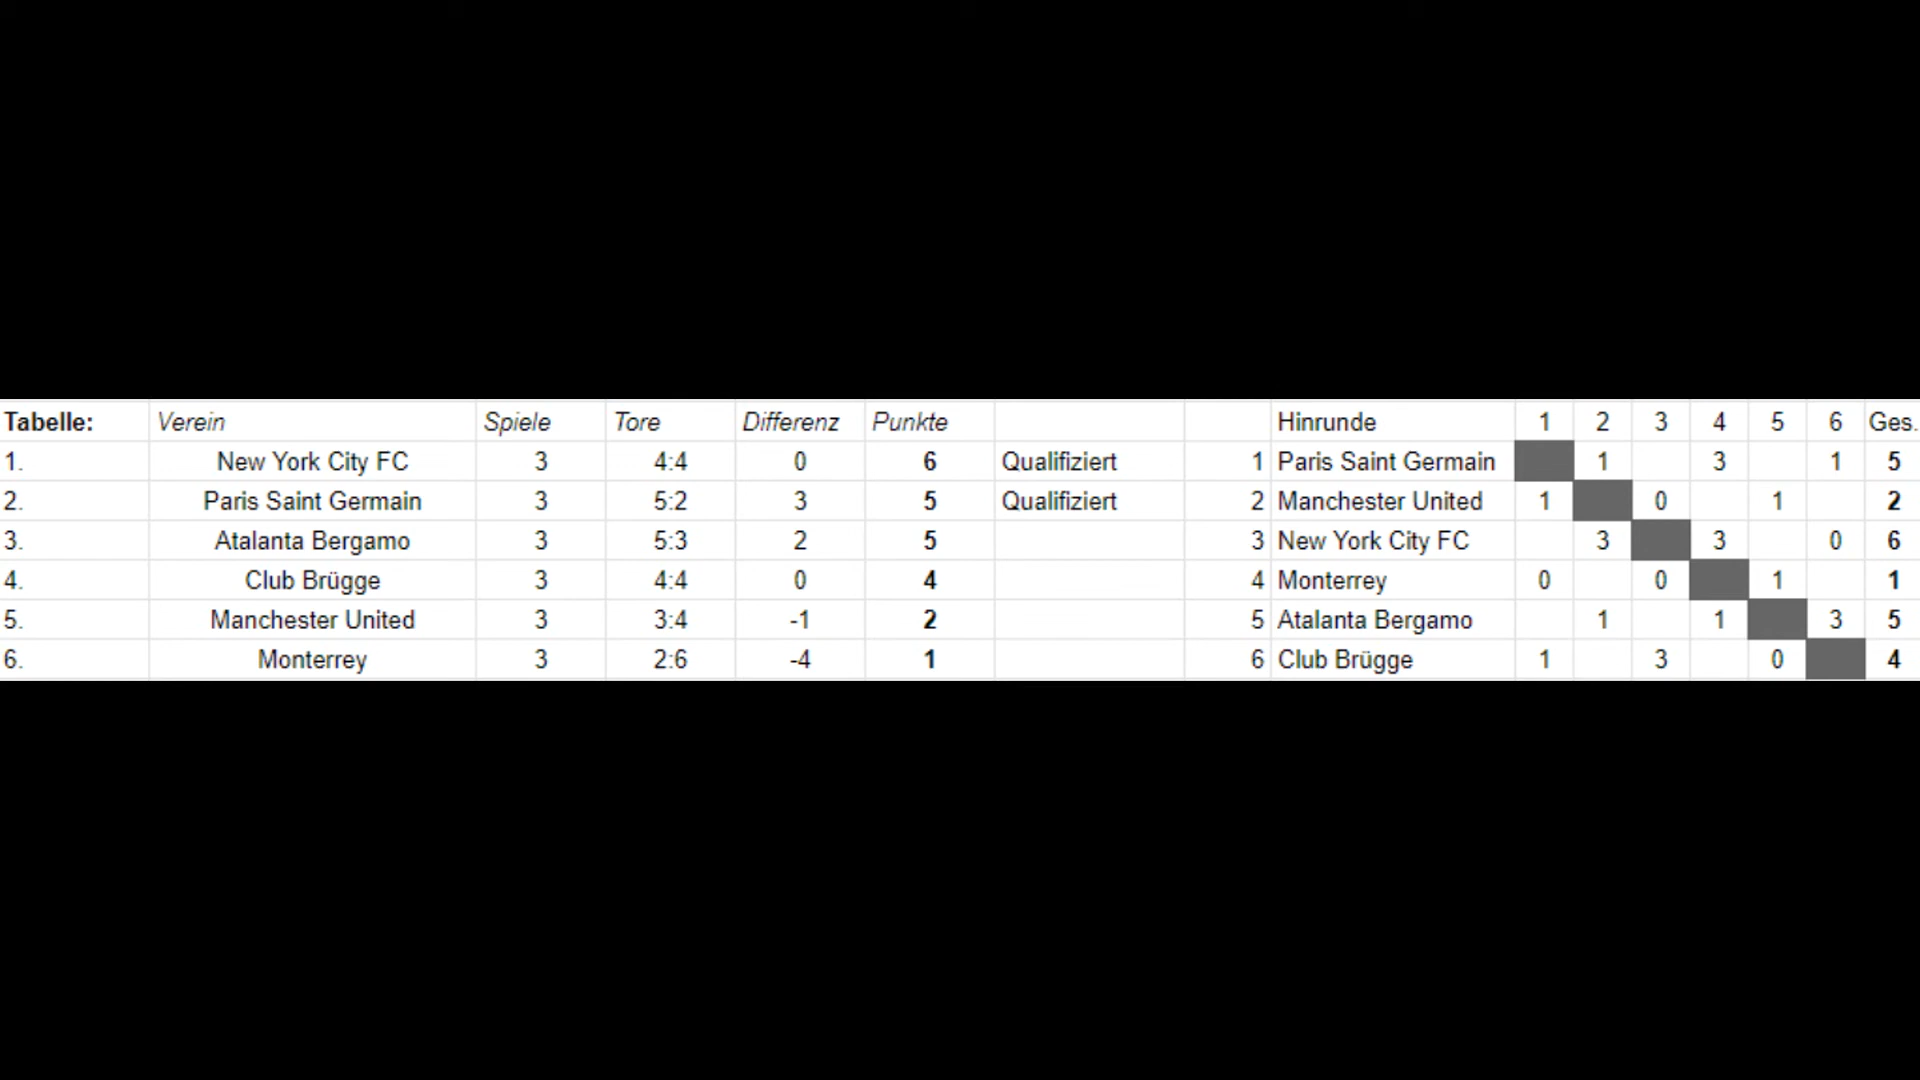 Tabelle: Verein Spiele Tore Differenz Punkte Hinrunde 1 2 3 4 5 6 Ges.
1. New York City FC 3 4:4 0 6 Qualifiziert 1 Paris Saint Germain 1 3 1 5
2. Paris Saint Germain 3 5:2 3 5 Qualifiziert 2 Manchester United 1 0 1 2
3. Atalanta Bergamo 3 5:3 2 5 3 New York City FC 3 3 0 6
4. Club Brügge 3 4:4 0 4 4 Monterrey 0 0 1 1
5. Manchester United 3 3:4 -1 2 5 Atalanta Bergamo 1 1 3 5
6. Monterrey 3 2:6 -4 1 6 Club Brügge 1 3 0 4